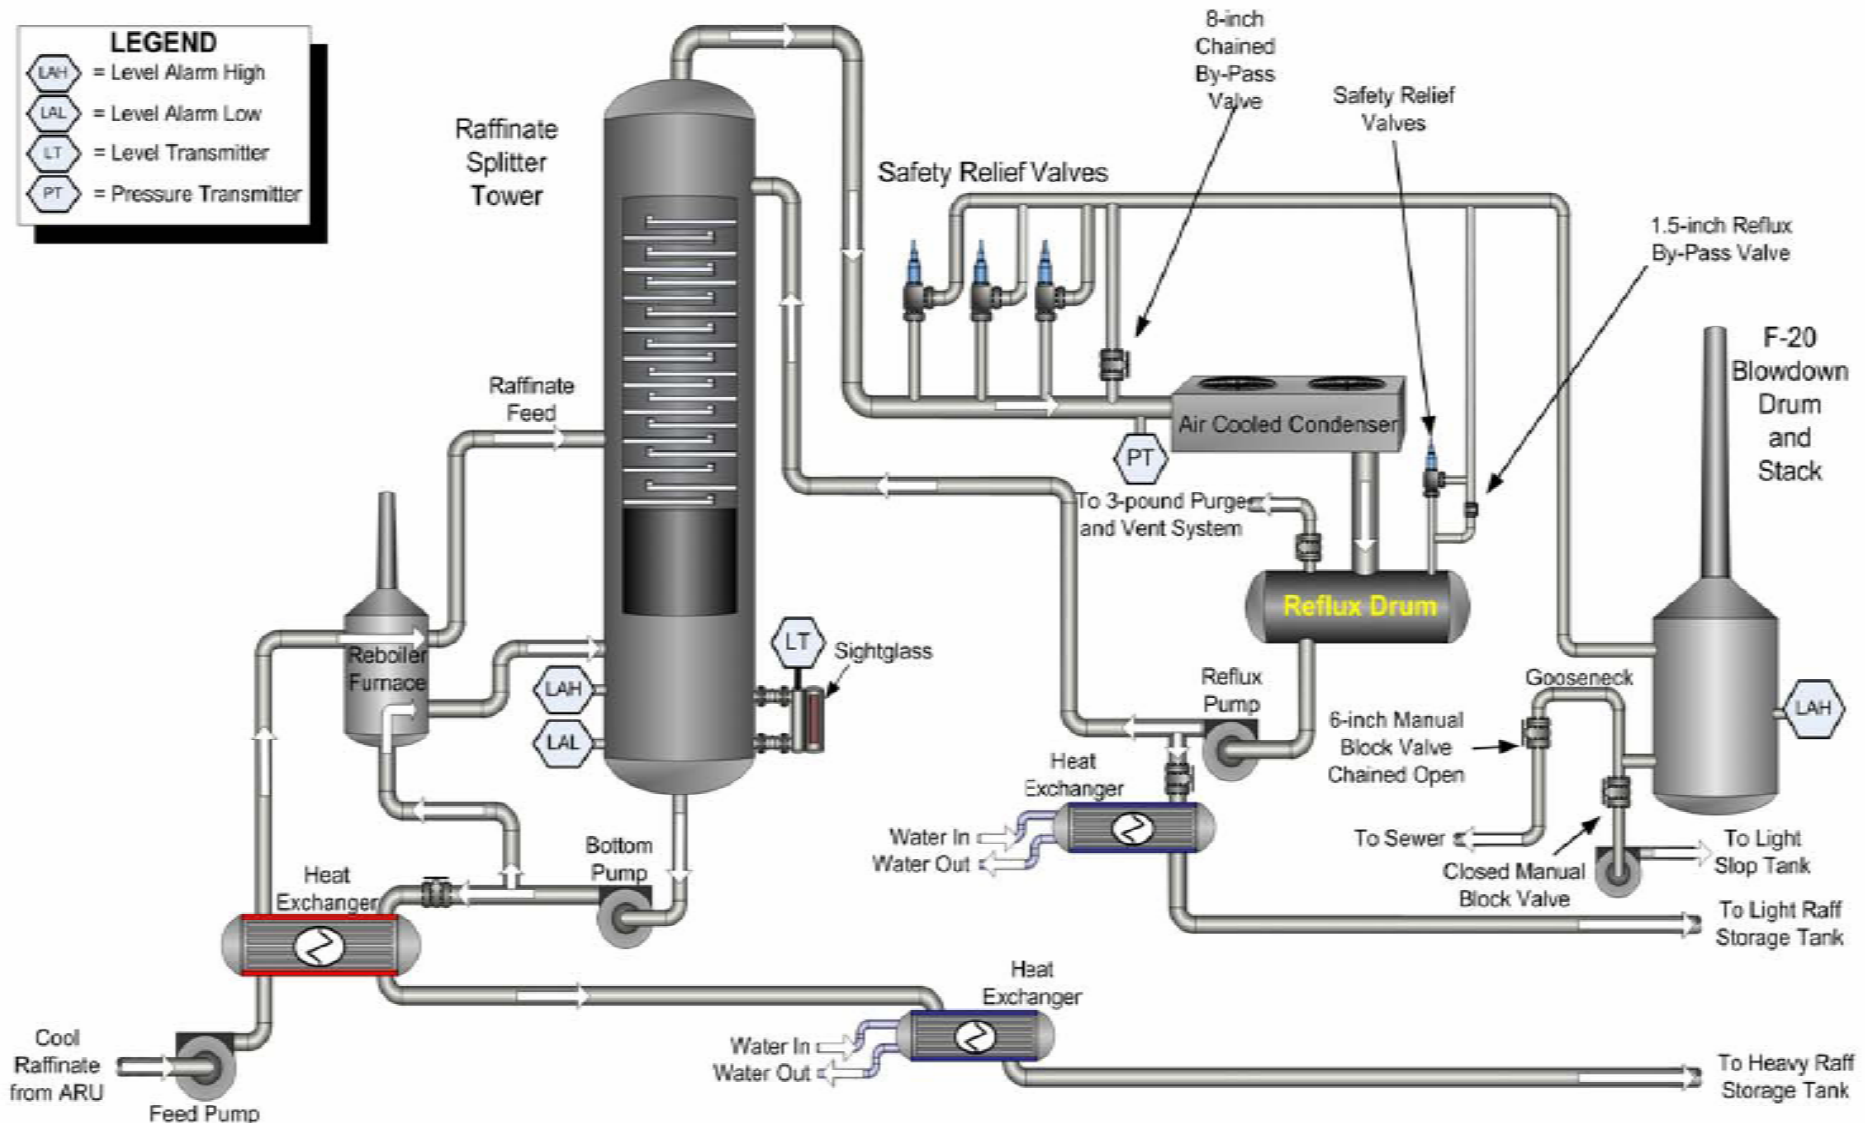 LEGEND
LAH = Level Alarm High
LAL = Level Alarm Low
LT = Level Transmitter
PT = Pressure Transmitter
Raffinate
Splitter
Tower
8-inch
Chained
By-Pass
Valve
Safety Relief
Valves
Safety Relief Valves
1.5-inch Reflux
By-Pass Valve
F-20
Blowdown
Drum
and
Stack
Raffinate
Feed
Air Cooled Condenser
PT
To 3-pound Purge
and Vent System
Reflux Drum
Reboiler
Furnace
LT
Sightglass
LAH
LAL
Reflux
Pump
Gooseneck
LAH
6-inch Manual
Block Valve
Chained Open
Heat
Exchanger
Water In
Water Out
To Sewer
To Light
Slop Tank
Closed Manual
Block Valve
Bottom
Pump
Heat
Exchanger
To Light Raff
Storage Tank
Heat
Exchanger
Cool
Raffinate
from ARU
Water In
Water Out
To Heavy Raff
Storage Tank
Feed Pump